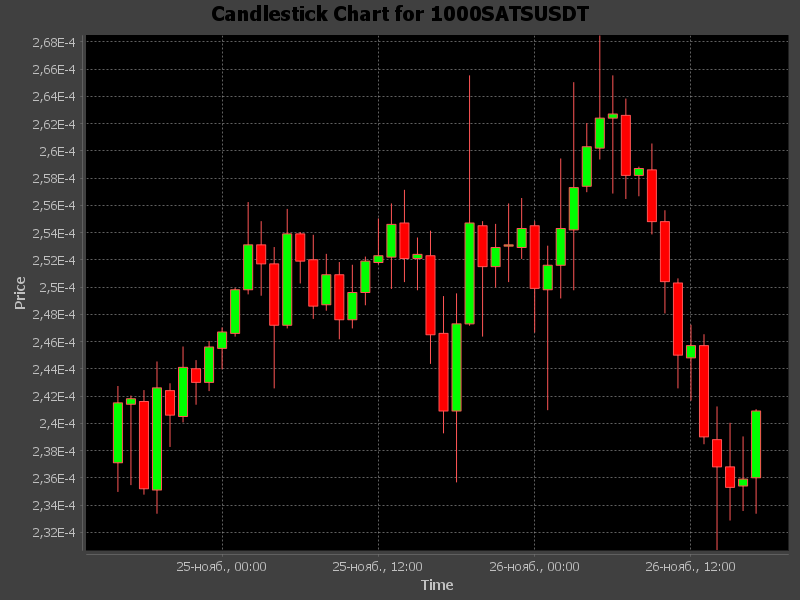 Candlestick Chart for 1000SATSUSDT
2,68E-4
2,66E-4
2,64E-4
2,62E-4
2,6E-4
2,58E-4
2,56E-4
2,54E-4
2,52E-4
2,5E-4
2,48E-4
2,46E-4
2,44E-4
2,42E-4
2,4E-4
2,38E-4
2,36E-4
2,34E-4
2,32E-4
Price
25-нояб., 00:00 25-нояб., 12:00 26-нояб., 00:00 26-нояб., 12:00
Time